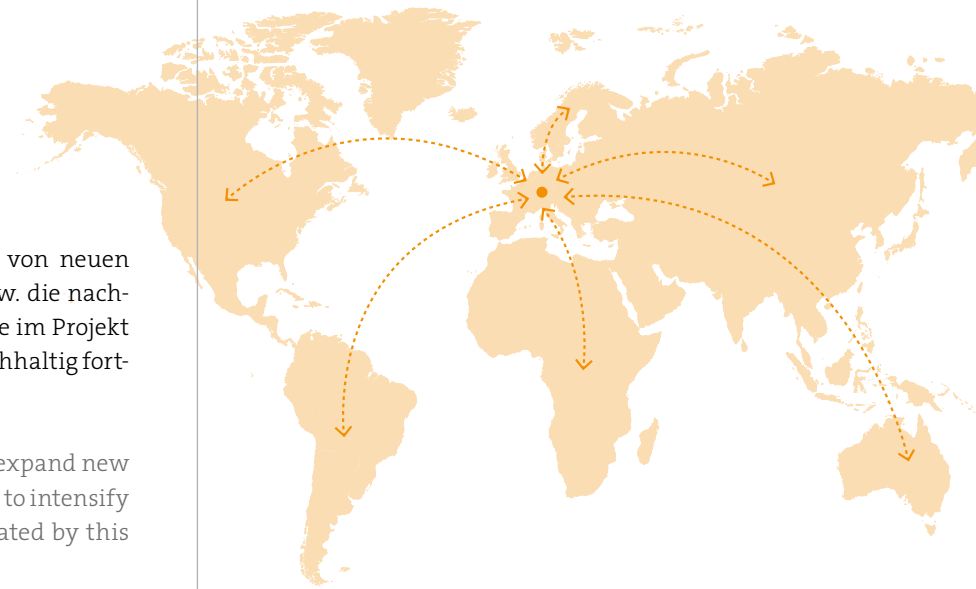 von neuen
w. die nach-
e im Projekt
hhaltig fort-
expand new
to intensify
ated by this